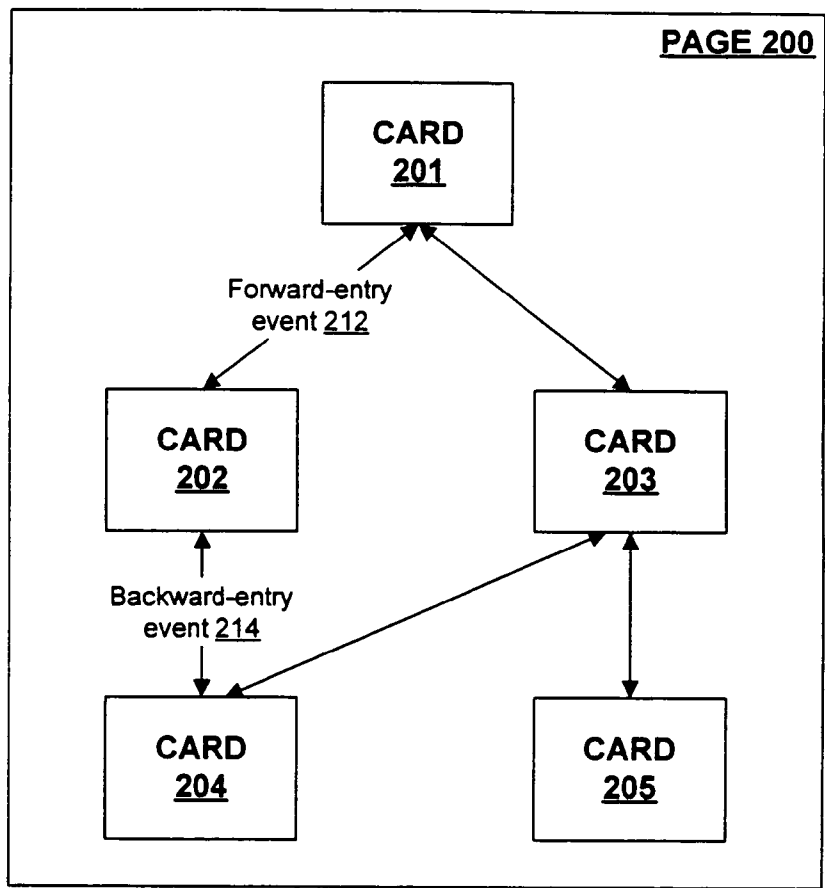 PAGE 200
CARD
201
Forward-entry
event 212
CARD
202
CARD
203
Backward-entry
event 214
CARD
204
CARD
205